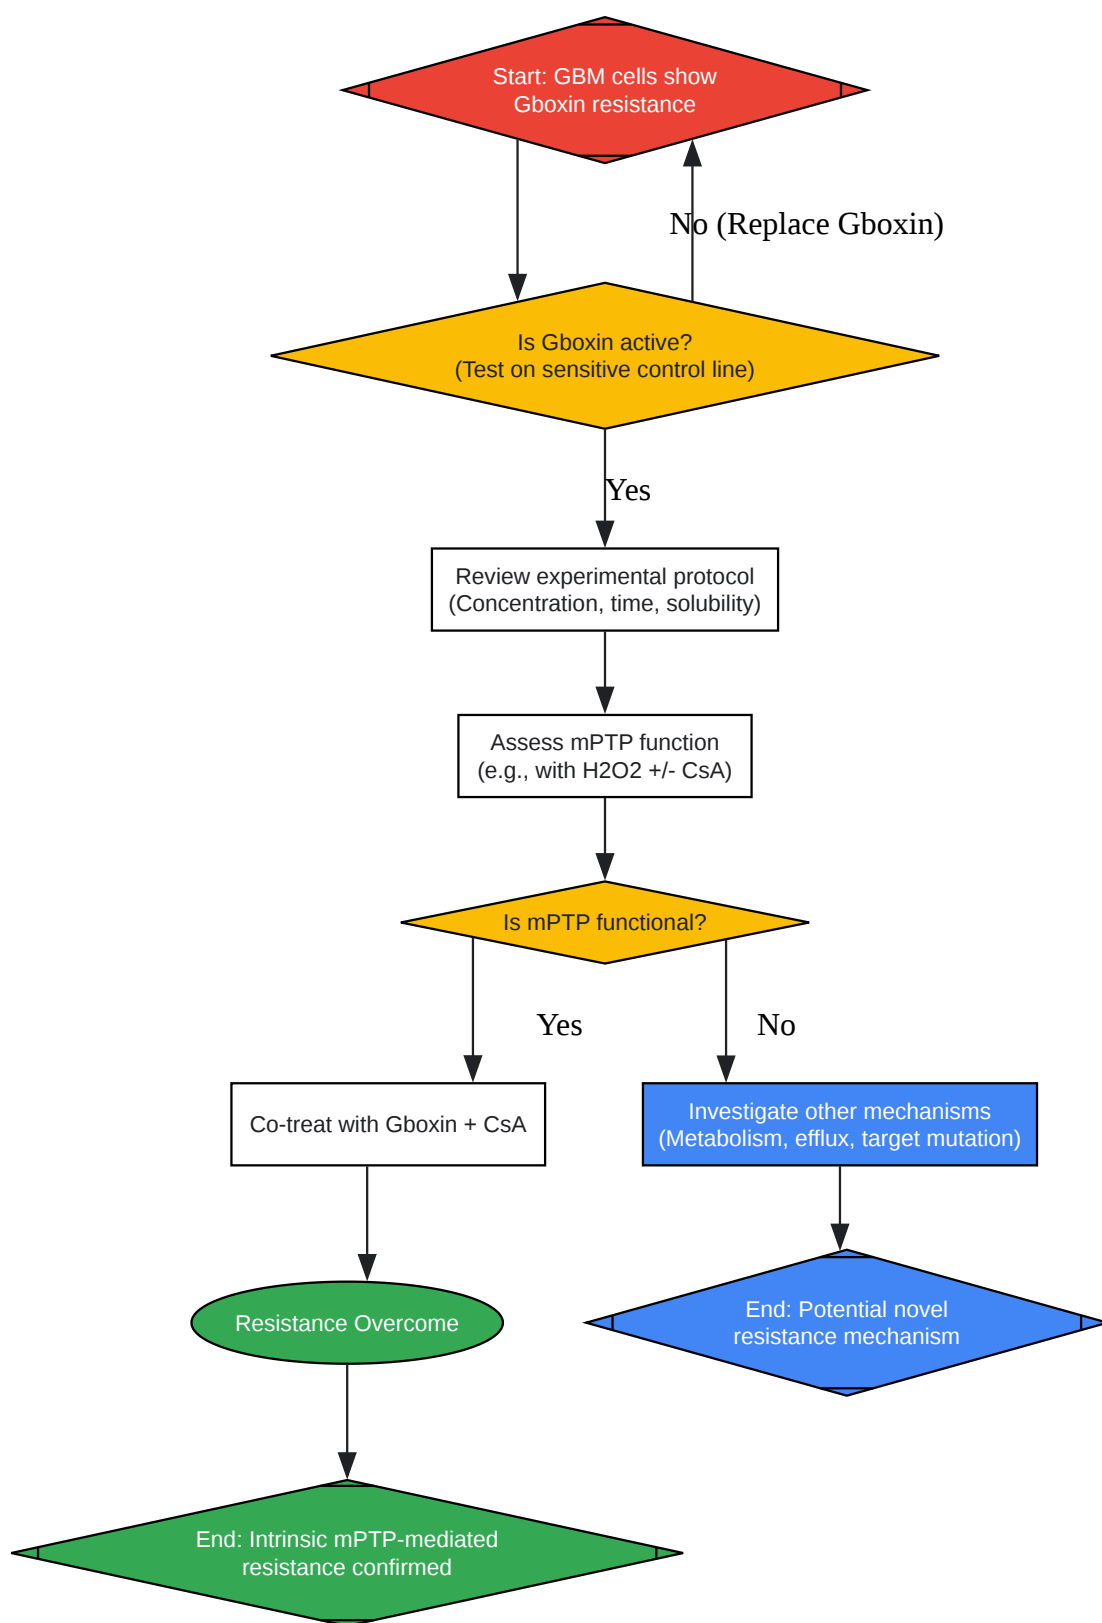 Start: GBM cells show
Gboxin resistance
No (Replace Gboxin)
Is Gboxin active?
(Test on sensitive control line)
Yes
Review experimental protocol
(Concentration, time, solubility)
Assess mPTP function
(e.g., with H2O2 +/- CsA)
Is mPTP functional?
Yes
No
Co-treat with Gboxin + CsA
Investigate other mechanisms
(Metabolism, efflux, target mutation)
Resistance Overcome
End: Potential novel
resistance mechanism
End: Intrinsic mPTP-mediated
resistance confirmed